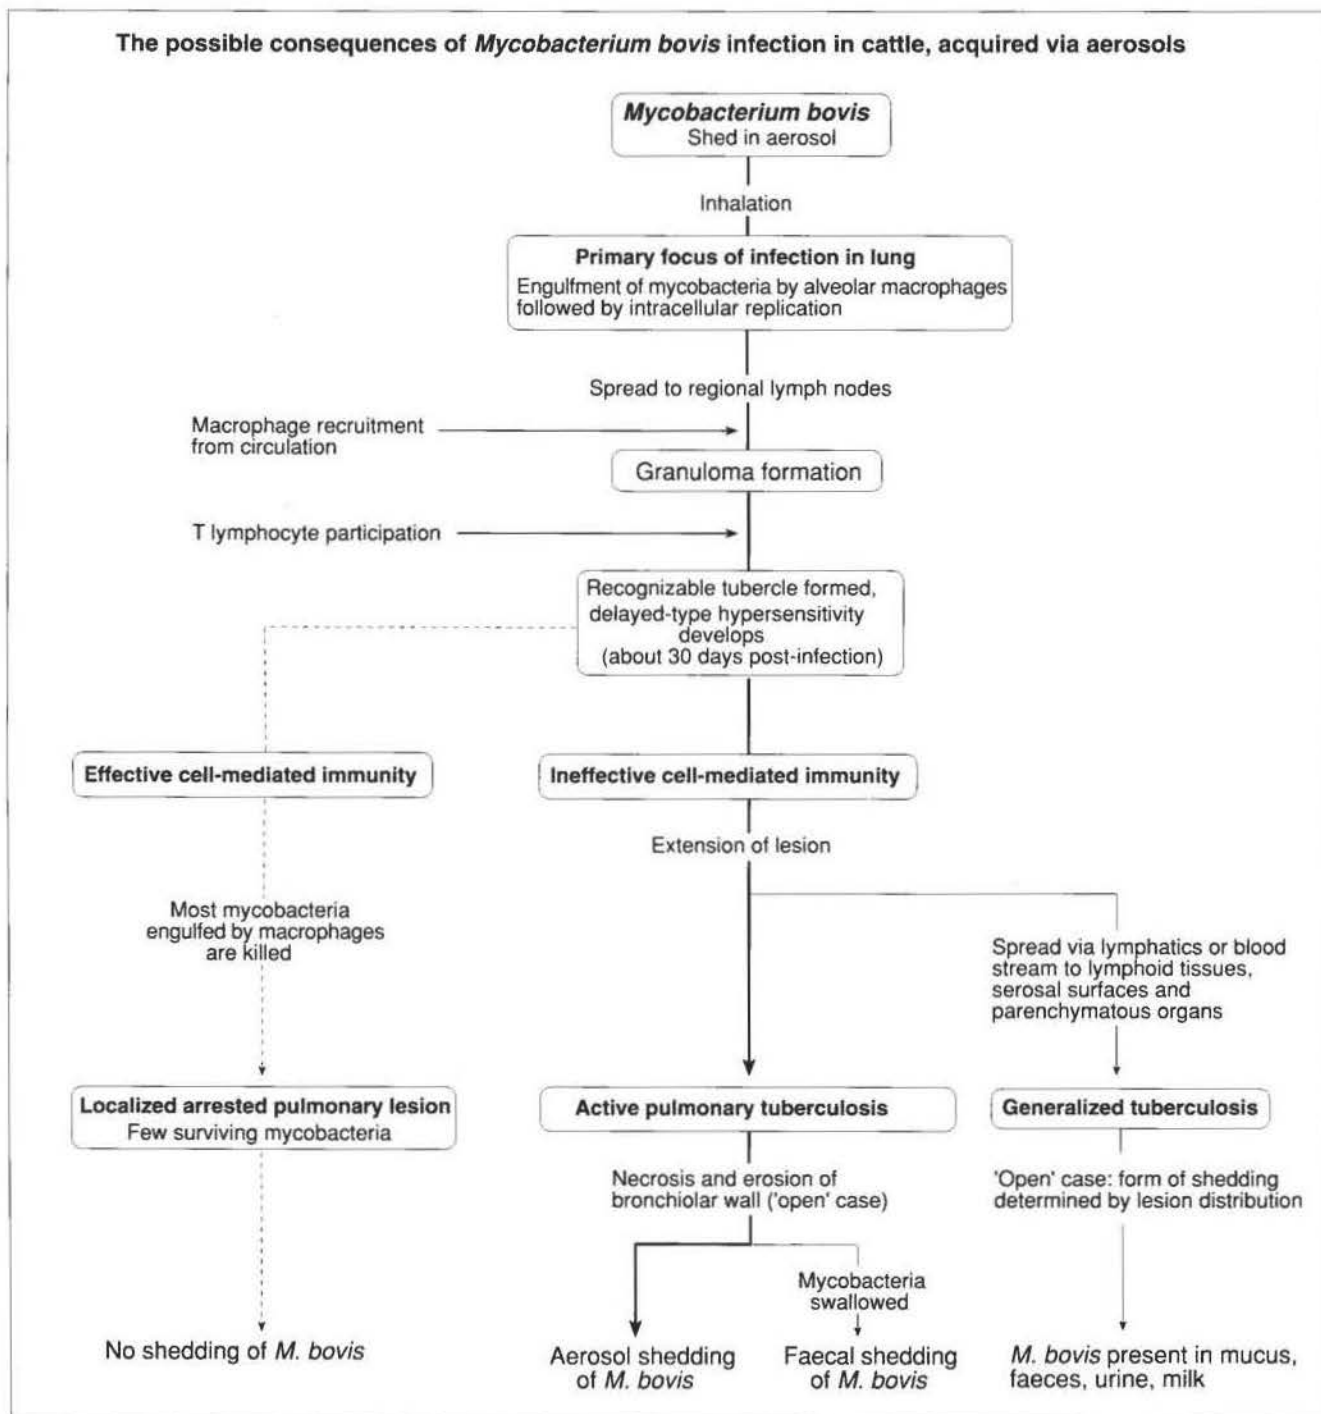 The possible consequences of Mycobacterium bovis infection in cattle, acquired via aerosols
Mycobacterium bovis
Shed in aerosol
Inhalation
Primary focus of infection in lung
Engulfment of mycobacteria by alveolar macrophages
followed by intracellular replication
Spread to regional lymph nodes
Macrophage recruitment
from circulation
Granuloma formation
T lymphocyte participation
Recognizable tubercle formed,
delayed-type hypersensitivity
develops
(about 30 days post-infection)
Effective cell-mediated immunity
Ineffective cell-mediated immunity
Extension of lesion
Most mycobacteria
engulfed by macrophages
are killed
Spread via lymphatics or blood
stream to lymphoid tissues,
serosal surfaces and
parenchymatous organs
Localized arrested pulmonary lesion
Few surviving mycobacteria
Active pulmonary tuberculosis
Generalized tuberculosis
Necrosis and erosion of
bronchiolar wall ('open' case)
'Open' case: form of shedding
determined by lesion distribution
Mycobacteria
swallowed
No shedding of M. bovis
Aerosol shedding
of M. bovis
Faecal shedding
of M. bovis
M. bovis present in mucus,
faeces, urine, milk